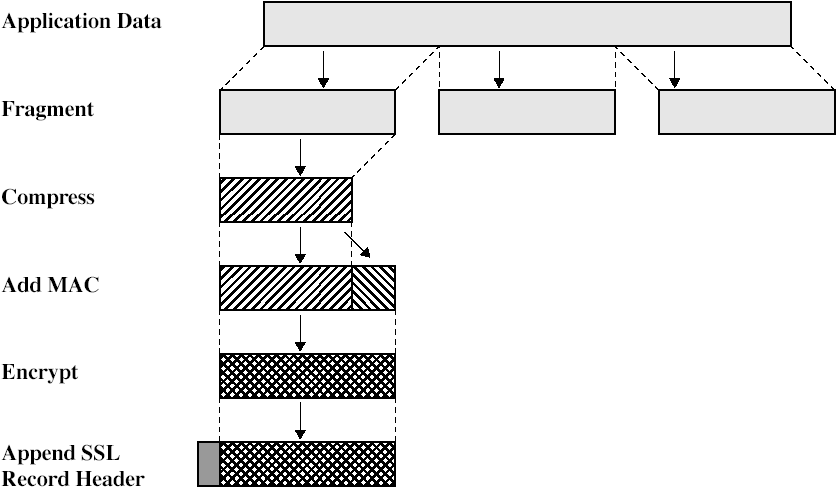 Application Data
Fragment
Compress
Add MAC
Encrypt
Append SSL
Record Header